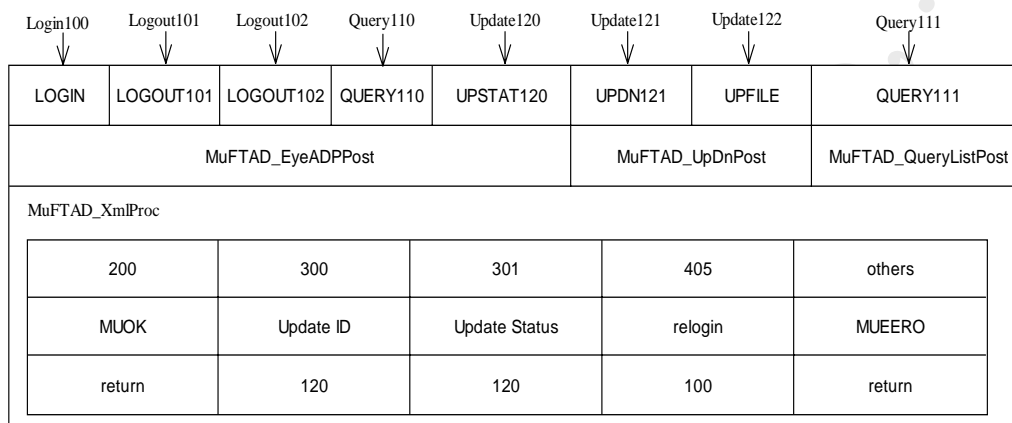 Login100 Logout101 Logout102 Query110 Update120 Update121 Update122 Query111
LOGIN LOGOUT101 LOGOUT102 QUERY110 UPSTAT120 UPDN121 UPFILE QUERY111
MuFTAD_EyeADPPost MuFTAD_UpDnPost MuFTAD_QueryListPost
MuFTAD_XmlProc
200 300 301 405 others
MUOK Update ID Update Status relogin MUEERO
return 120 120 100 return